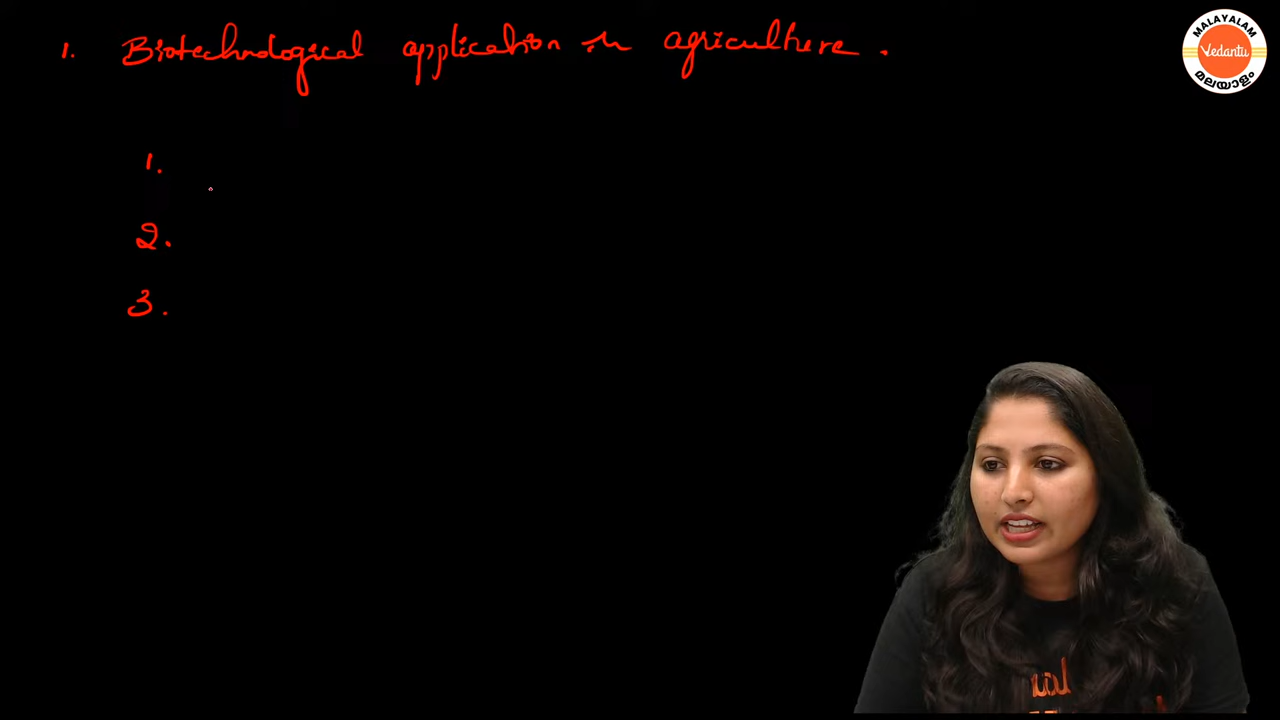 1. Biotechnological application in agriculture.
1.
2.
3.
MALAYALAM
Vedantu
മലയാളം